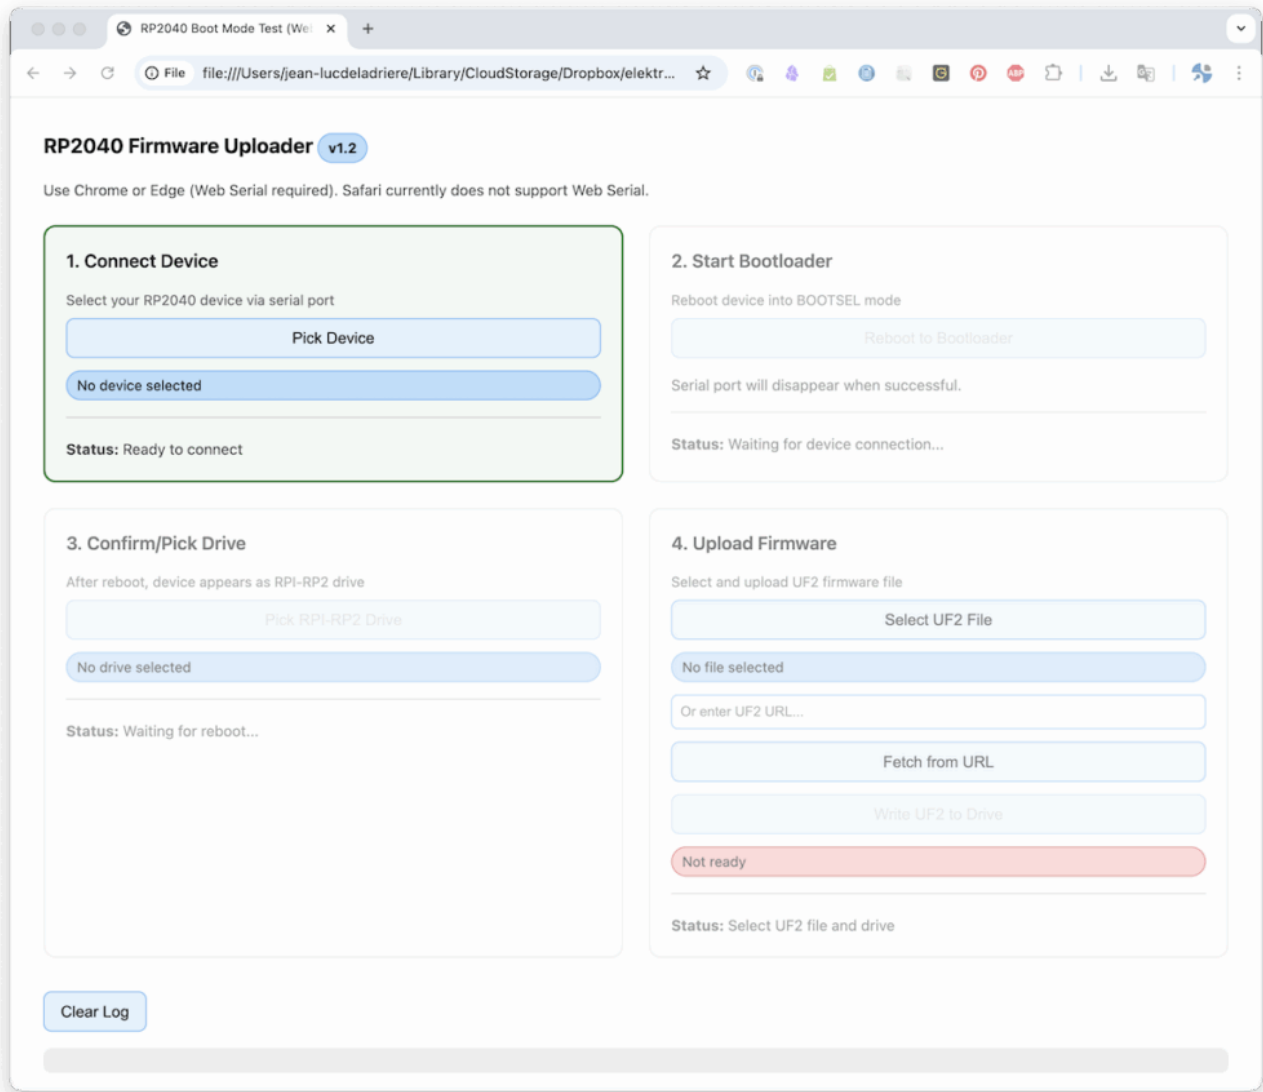 RP2040 Boot Mode Test (We
File
file:///Users/jean-lucdeladriere/Library/CloudStorage/Dropbox/elektr...
RP2040 Firmware Uploader v1.2
Use Chrome or Edge (Web Serial required). Safari currently does not support Web Serial.
1. Connect Device
Select your RP2040 device via serial port
Pick Device
No device selected
Status: Ready to connect
2. Start Bootloader
Reboot device into BOOTSEL mode
Reboot to Bootloader
Serial port will disappear when successful.
Status: Waiting for device connection...
3. Confirm/Pick Drive
After reboot, device appears as RPI-RP2 drive
Pick RPI-RP2 Drive
No drive selected
Status: Waiting for reboot...
4. Upload Firmware
Select and upload UF2 firmware file
Select UF2 File
No file selected
Or enter UF2 URL...
Fetch from URL
Write UF2 to Drive
Not ready
Status: Select UF2 file and drive
Clear Log